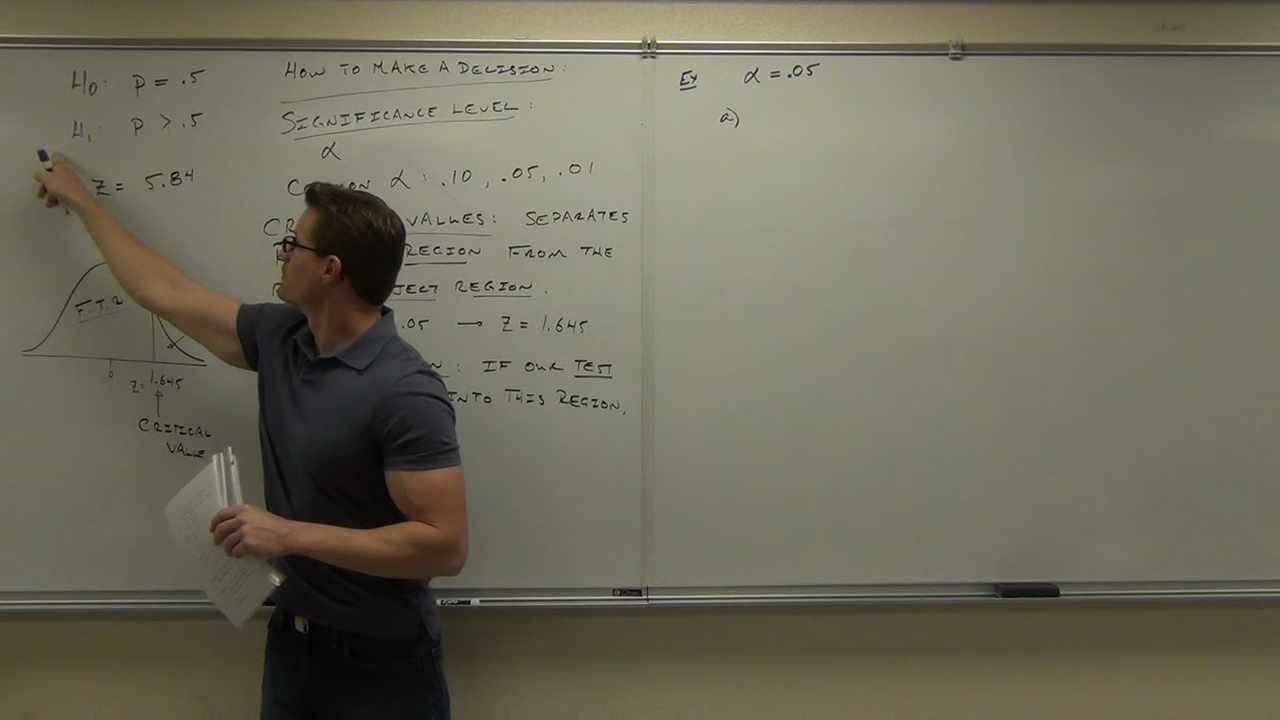 H₀: p = .5
H₁: p > .5
z = 5.84
F.T.R
0
z = 1.645
CRITICAL
VALUE
HOW TO MAKE A DECISION:
SIGNIFICANCE LEVEL:
α
α: .10, .05, .01
VALUES: SEPARATES
REGION FROM THE
REGION.
.05 → z = 1.645
: IF OUR TEST
INTO THIS REGION,
Ex α = .05
a)